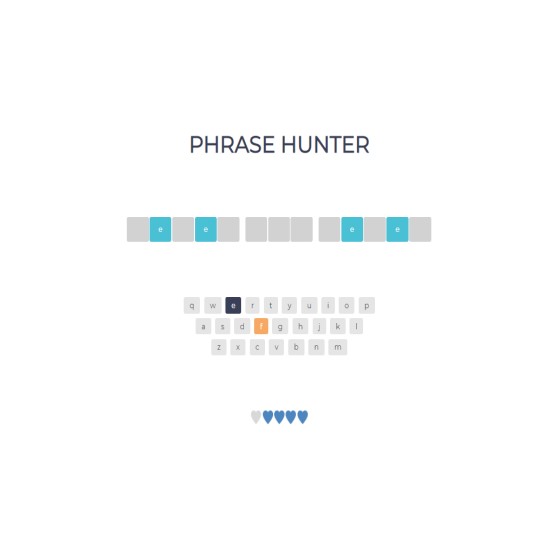 PHRASE HUNTER
e e e e
q w e r t y u i o p
a s d f g h j k l
z x c v b n m